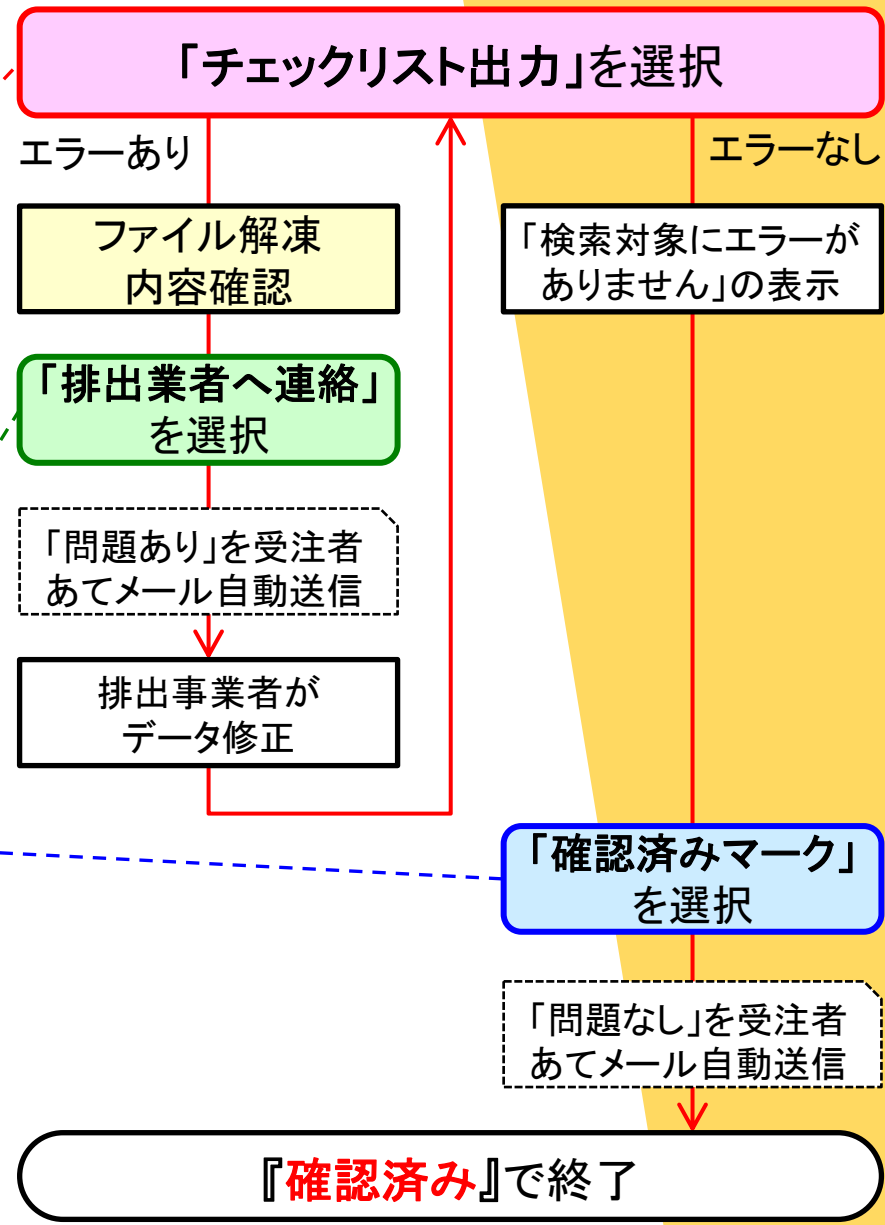 「チェックリスト出力」を選択
エラーあり
エラーなし
ファイル解凍
内容確認
「検索対象にエラーが
ありません」の表示
「排出業者へ連絡」
を選択
「問題あり」を受注者
あてメール自動送信
排出事業者が
データ修正
「確認済みマーク」
を選択
「問題なし」を受注者
あてメール自動送信
『確認済み』で終了